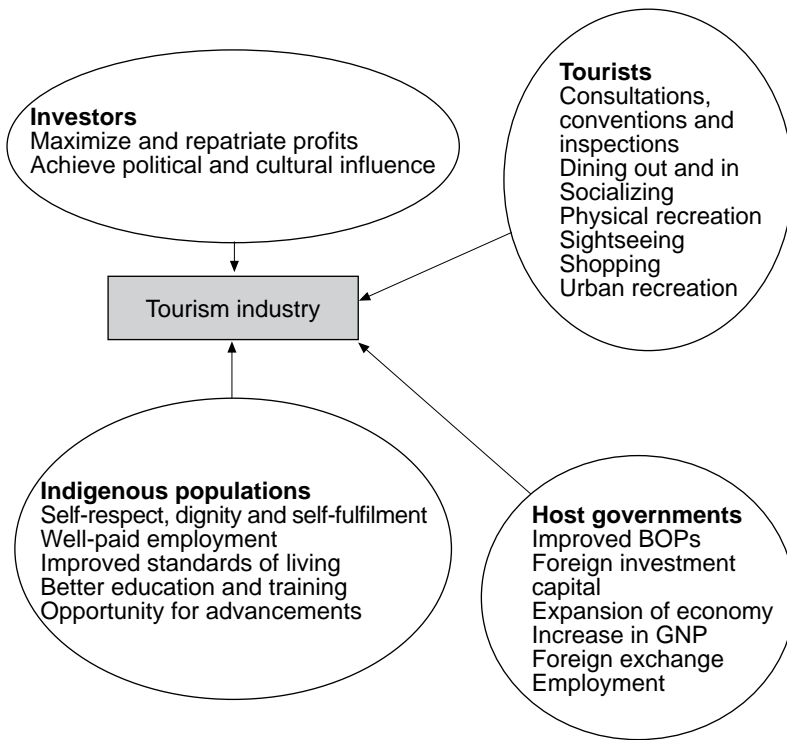 Investors
Maximize and repatriate profits
Achieve political and cultural influence
Tourists
Consultations,
conventions and
inspections
Dining out and in
Socializing
Physical recreation
Sightseeing
Shopping
Urban recreation
Tourism industry
Indigenous populations
Self-respect, dignity and self-fulfilment
Well-paid employment
Improved standards of living
Better education and training
Opportunity for advancements
Host governments
Improved BOPs
Foreign investment
capital
Expansion of economy
Increase in GNP
Foreign exchange
Employment